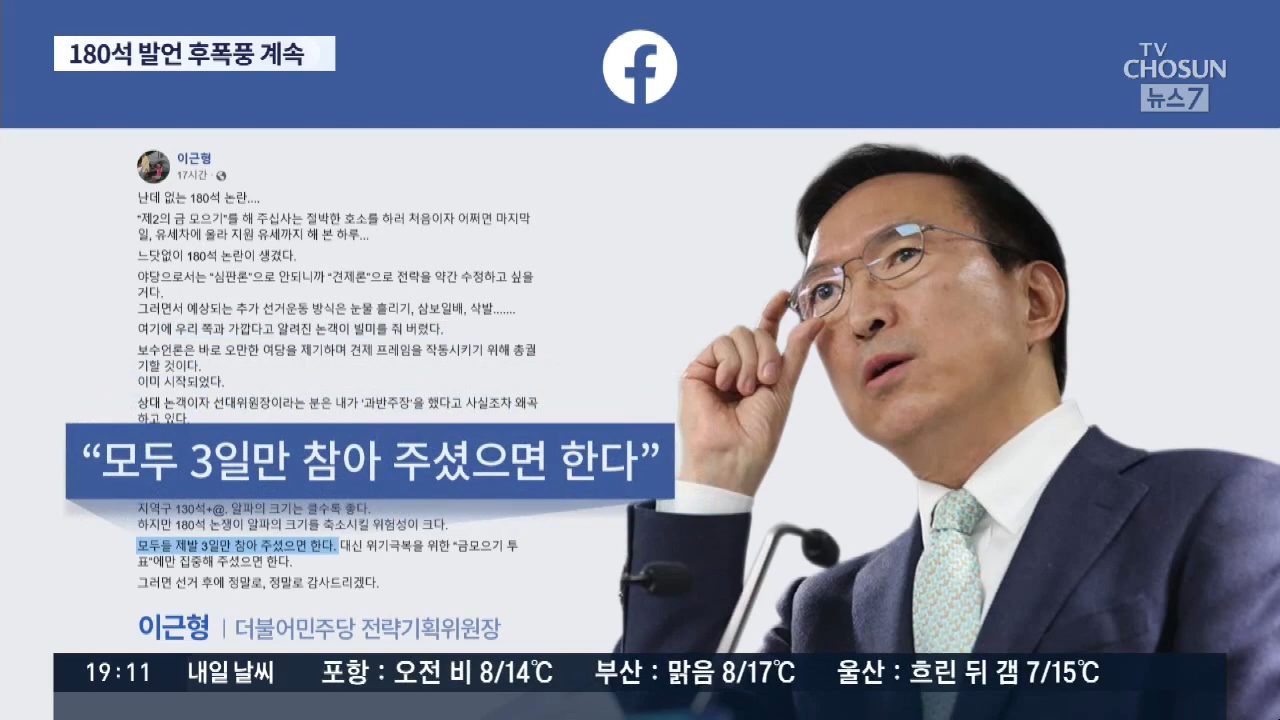 180석 발언 후폭풍 계속
TV
CHOSUN
뉴스7
이근형
17시간 ·
난데 없는 180석 논란....
"제2의 금 모으기"를 해 주십사는 절박한 호소를 하러 처음이자 어쩌면 마지막
일, 유세차에 올라 지원 유세까지 해 본 하루...
느닷없이 180석 논란이 생겼다.
야당으로서는 "심판론"으로 안되니까 "견제론"으로 전략을 약간 수정하고 싶을
거다.
그러면서 예상되는 추가 선거운동 방식은 눈물 흘리기, 삼보일배, 삭발.......
여기에 우리 쪽과 가깝다고 알려진 논객이 빌미를 줘 버렸다.
보수언론은 바로 오만한 여당을 제기하며 견제 프레임을 작동시키기 위해 총궐
기할 것이다.
이미 시작되었다.
상대 논객이자 선대위원장이라는 분은 내가 '과반주장'을 했다고 사실조차 왜곡
하고 있다.
“모두 3일만 참아 주셨으면 한다”
지역구 130석+@. 알파의 크기는 클수록 좋다.
하지만 180석 논쟁이 알파의 크기를 축소시킬 위험성이 크다.
모두들 제발 3일만 참아 주셨으면 한다. 대신 위기극복을 위한 "금모으기 투
표"에만 집중해 주셨으면 한다.
그러면 선거 후에 정말로, 정말로 감사드리겠다.
이근형 | 더불어민주당 전략기획위원장
19:11 내일 날씨 포항 : 오전 비 8/14℃ 부산 : 맑음 8/17℃ 울산 : 흐린 뒤 갬 7/15℃